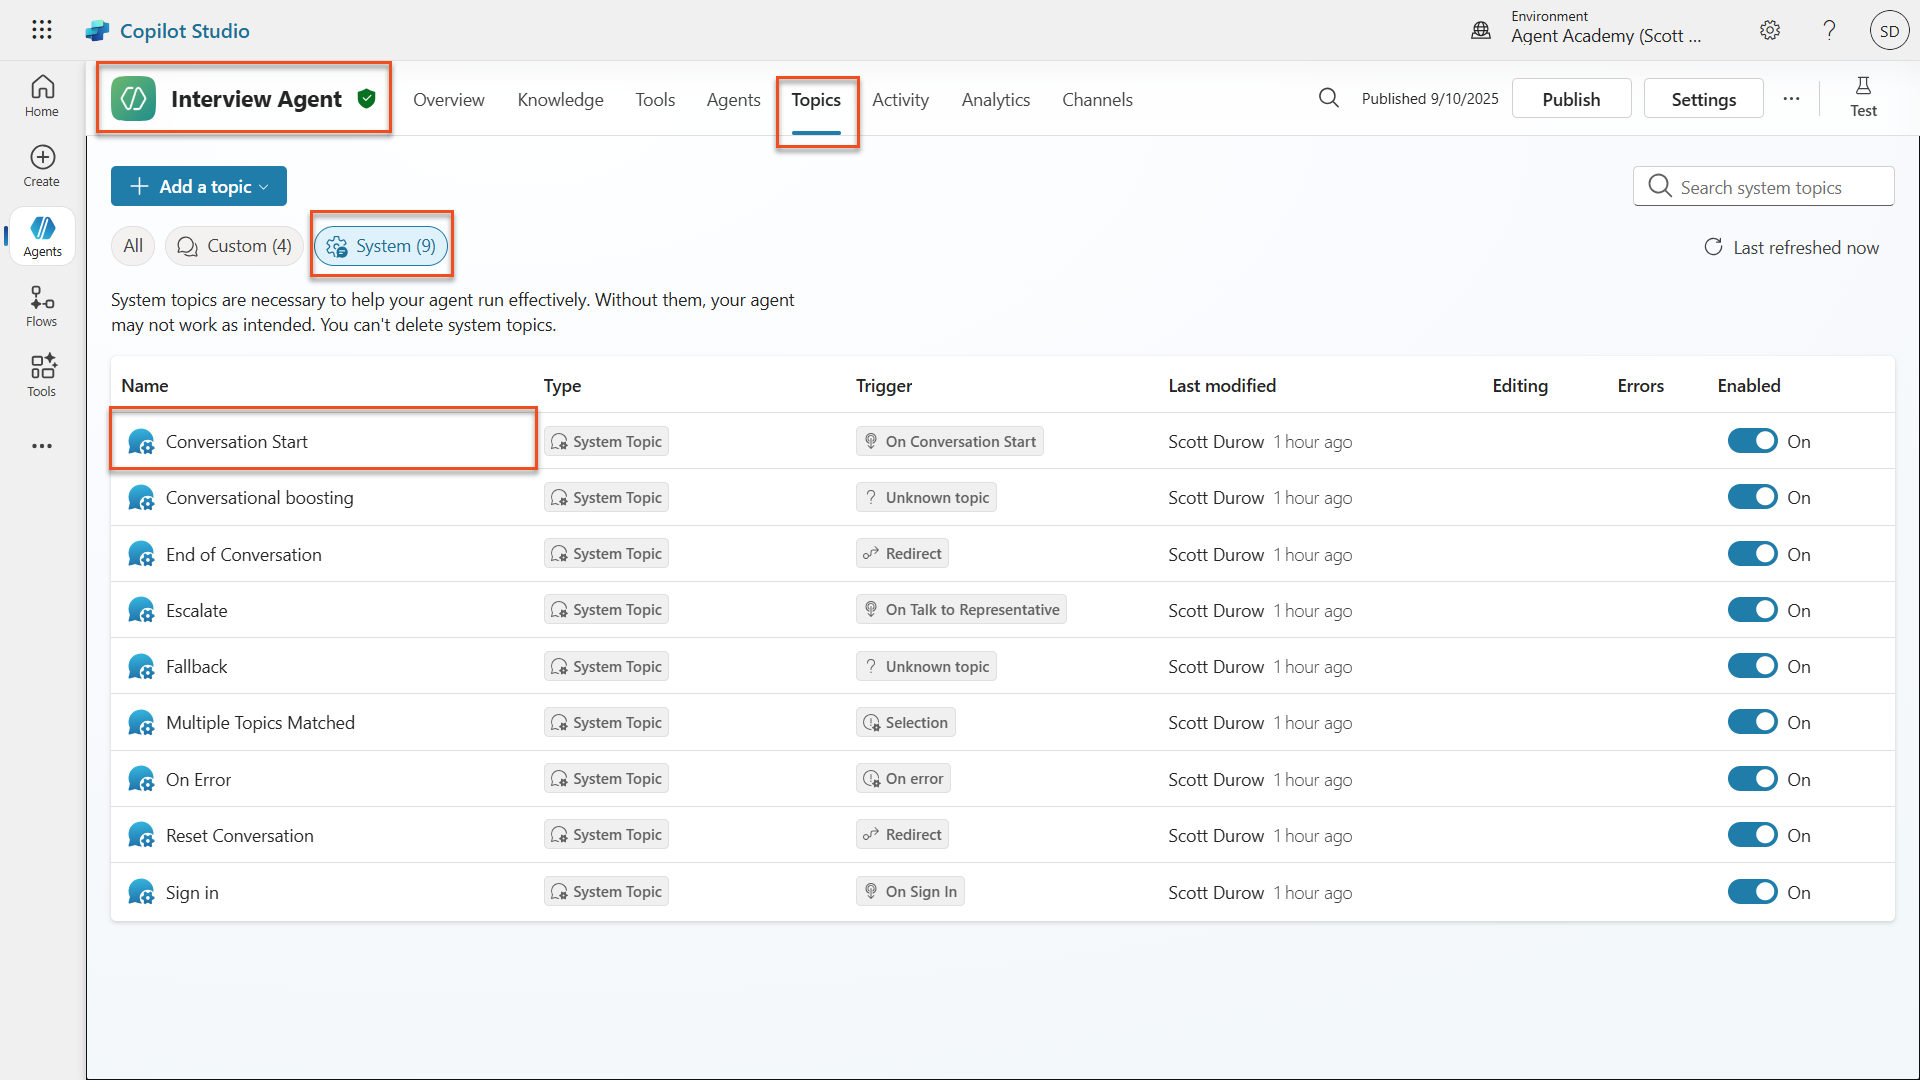 Copilot Studio
Environment
Agent Academy (Scott ...
SD
Home
Create
Agents
Flows
Tools
Interview Agent
Overview
Knowledge
Tools
Agents
Topics
Activity
Analytics
Channels
Published 9/10/2025
Publish
Settings
Test
Add a topic
Search system topics
All
Custom (4)
System (9)
Last refreshed now
System topics are necessary to help your agent run effectively. Without them, your agent
may not work as intended. You can't delete system topics.
Name Type Trigger Last modified Editing Errors Enabled
Conversation Start System Topic On Conversation Start Scott Durow 1 hour ago On
Conversational boosting System Topic Unknown topic Scott Durow 1 hour ago On
End of Conversation System Topic Redirect Scott Durow 1 hour ago On
Escalate System Topic On Talk to Representative Scott Durow 1 hour ago On
Fallback System Topic Unknown topic Scott Durow 1 hour ago On
Multiple Topics Matched System Topic Selection Scott Durow 1 hour ago On
On Error System Topic On error Scott Durow 1 hour ago On
Reset Conversation System Topic Redirect Scott Durow 1 hour ago On
Sign in System Topic On Sign In Scott Durow 1 hour ago On